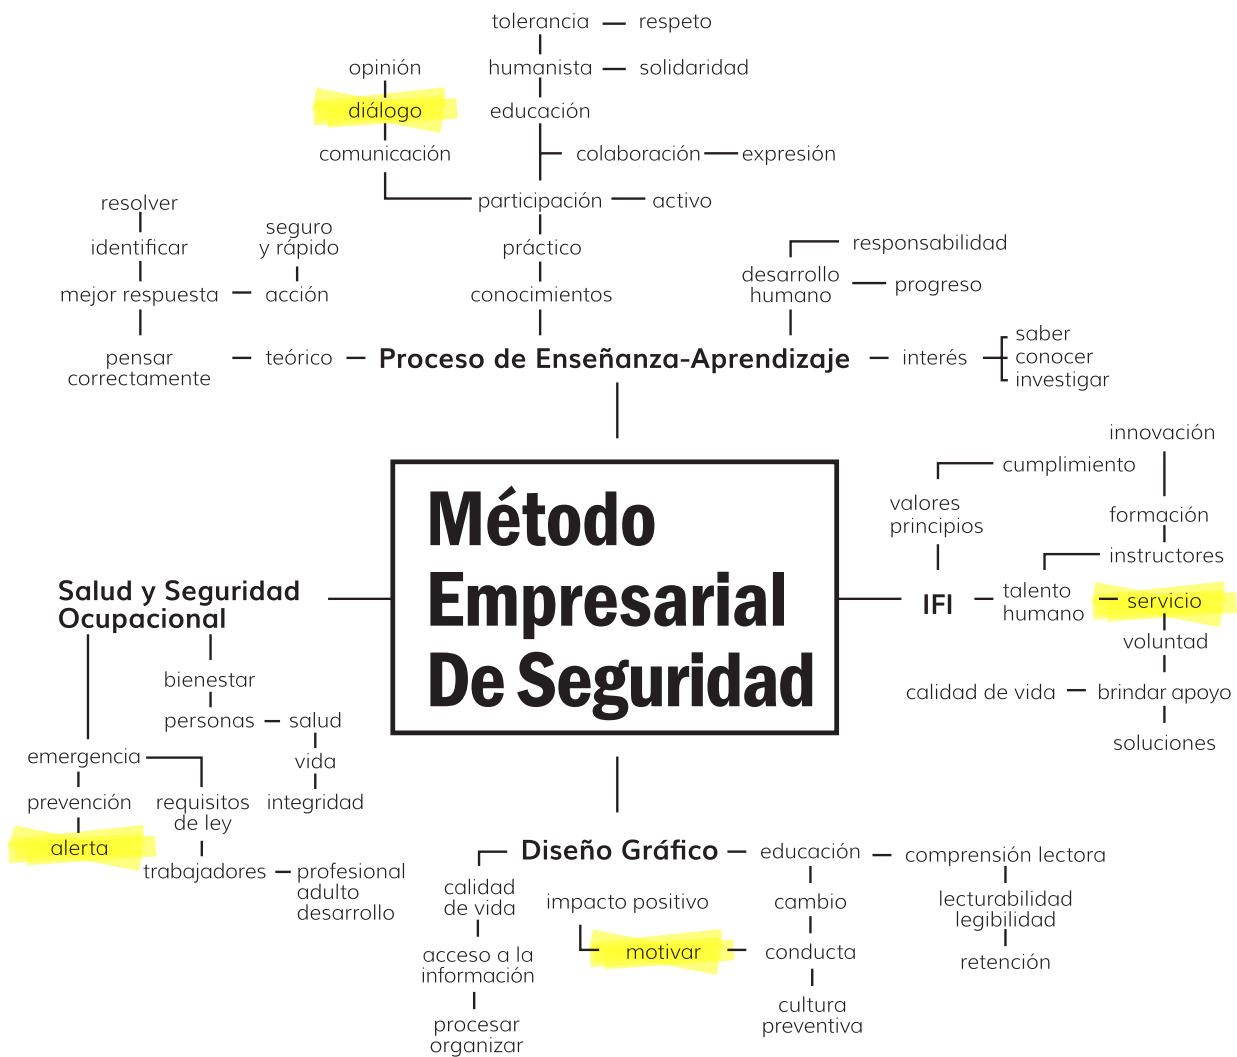 tolerancia
respeto
opinión
humanista
solidaridad
diálogo
educación
comunicación
colaboración
expresión
participación
activo
resolver
seguro
y rápido
identificar
práctico
responsabilidad
desarrollo
humano
progreso
mejor respuesta
acción
conocimientos
pensar
correctamente
teórico
Proceso de Enseñanza-Aprendizaje
interés
saber
conocer
investigar
innovación
cumplimiento
valores
principios
formación
instructores
Método
Empresarial
De Seguridad
IFI
talento
humano
servicio
voluntad
calidad de vida
brindar apoyo
soluciones
Salud y Seguridad
Ocupacional
bienestar
personas
salud
vida
integridad
emergencia
prevención
alerta
requisitos
de ley
trabajadores
profesional
adulto
desarrollo
Diseño Gráfico
educación
comprensión lectora
calidad
de vida
impacto positivo
cambio
lecturabilidad
legibilidad
acceso a la
información
motivar
conducta
retención
procesar
organizar
cultura
preventiva